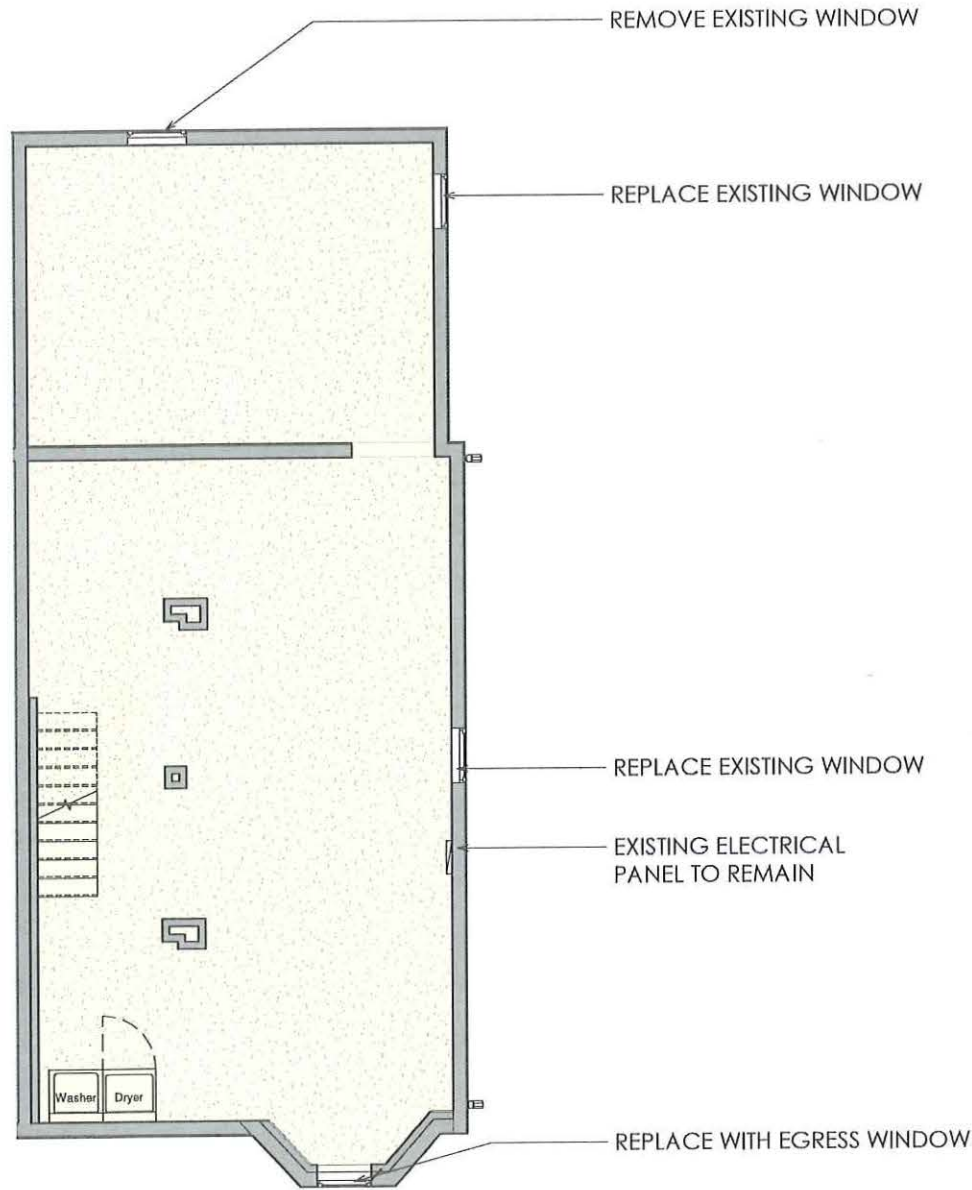 REMOVE EXISTING WINDOW
REPLACE EXISTING WINDOW
REPLACE EXISTING WINDOW
EXISTING ELECTRICAL
PANEL TO REMAIN
Washer
Dryer
REPLACE WITH EGRESS WINDOW